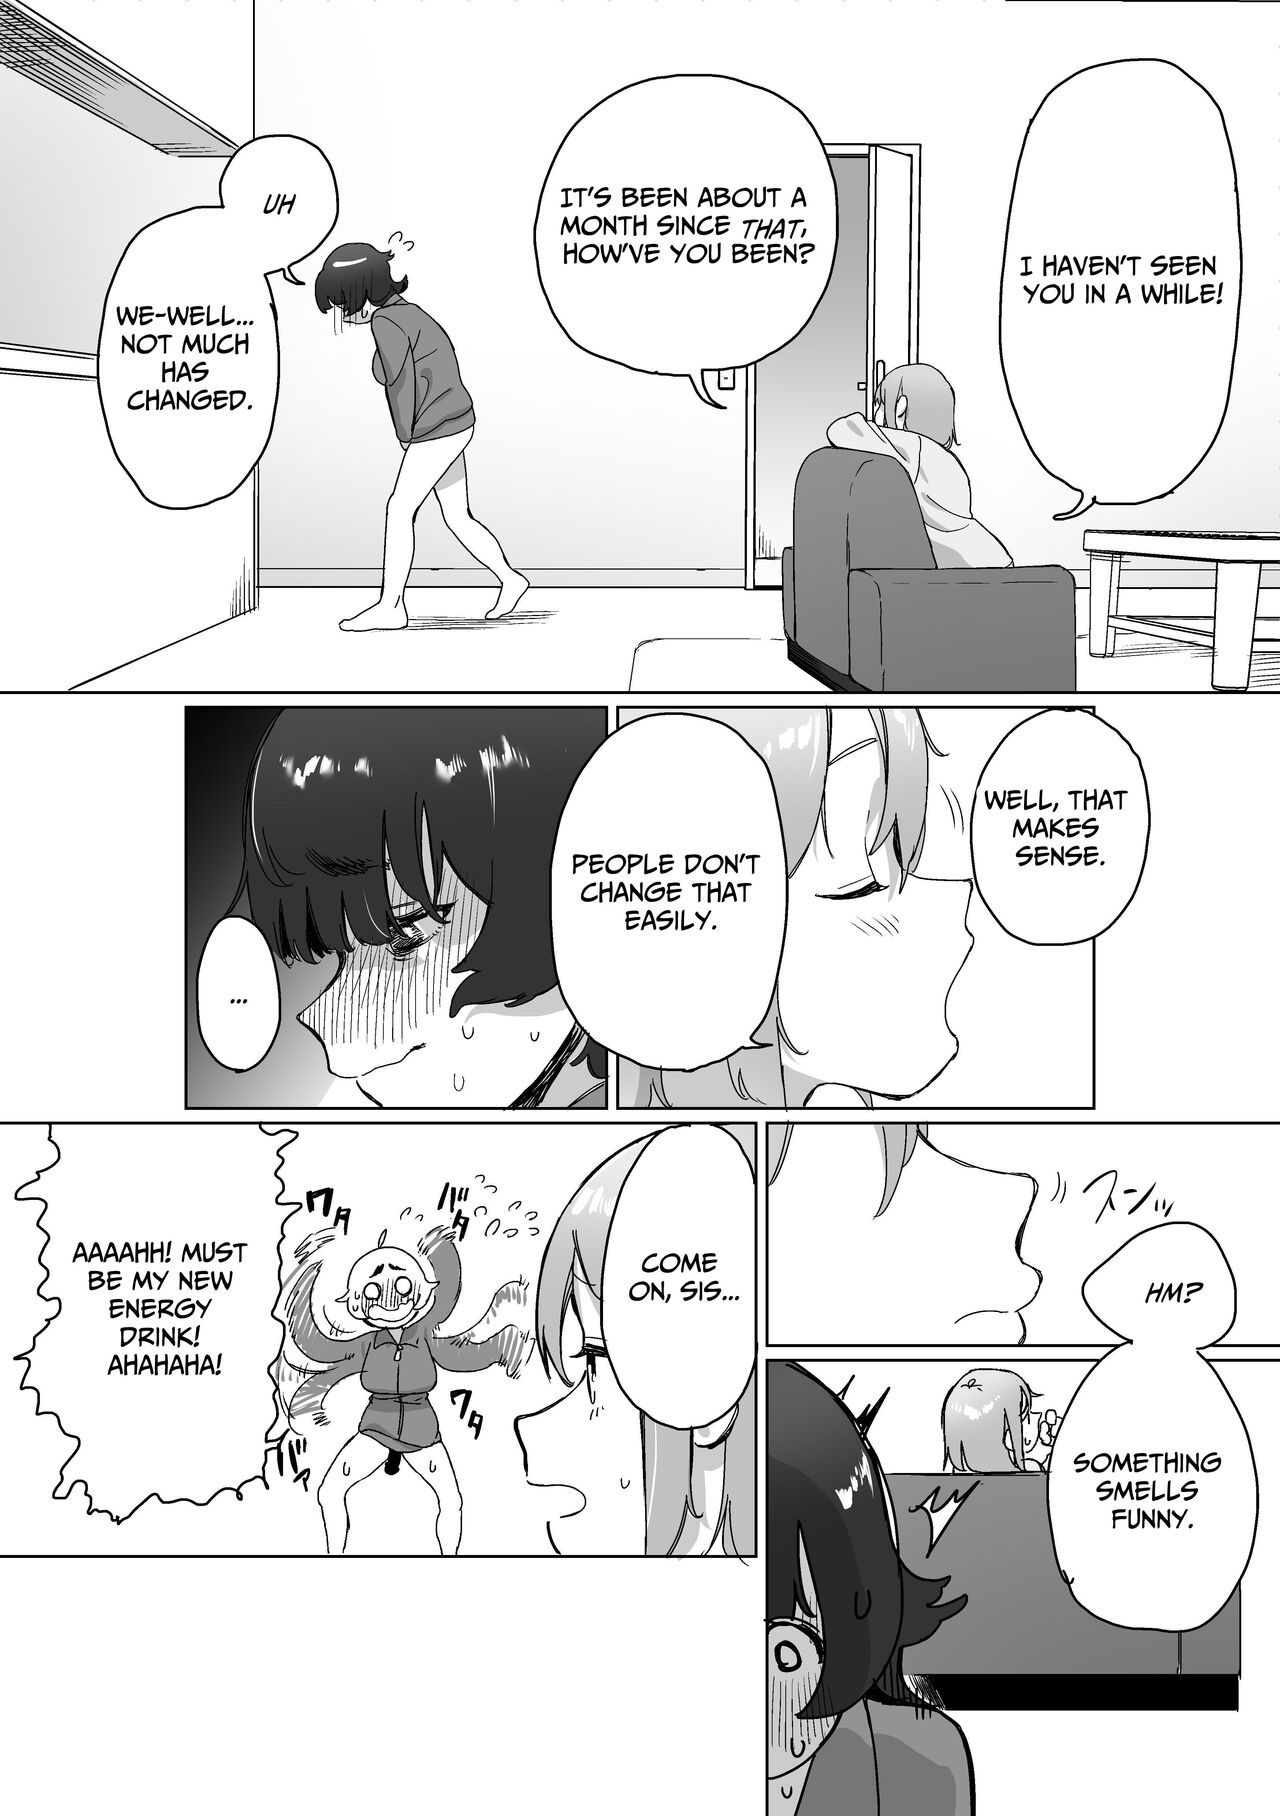 I HAVEN'T SEEN
YOU IN A WHILE!
IT'S BEEN ABOUT A
MONTH SINCE THAT,
HOW'VE YOU BEEN?
UH
WE-WELL...
NOT MUCH
HAS
CHANGED.
WELL, THAT
MAKES
SENSE.
PEOPLE DON'T
CHANGE THAT
EASILY.
...
スンッ
HM?
SOMETHING
SMELLS
FUNNY.
COME
ON, SIS...
バタ
ワタ
ワタ
バタ
AAAAHH! MUST
BE MY NEW
ENERGY
DRINK!
AHAHAHA!